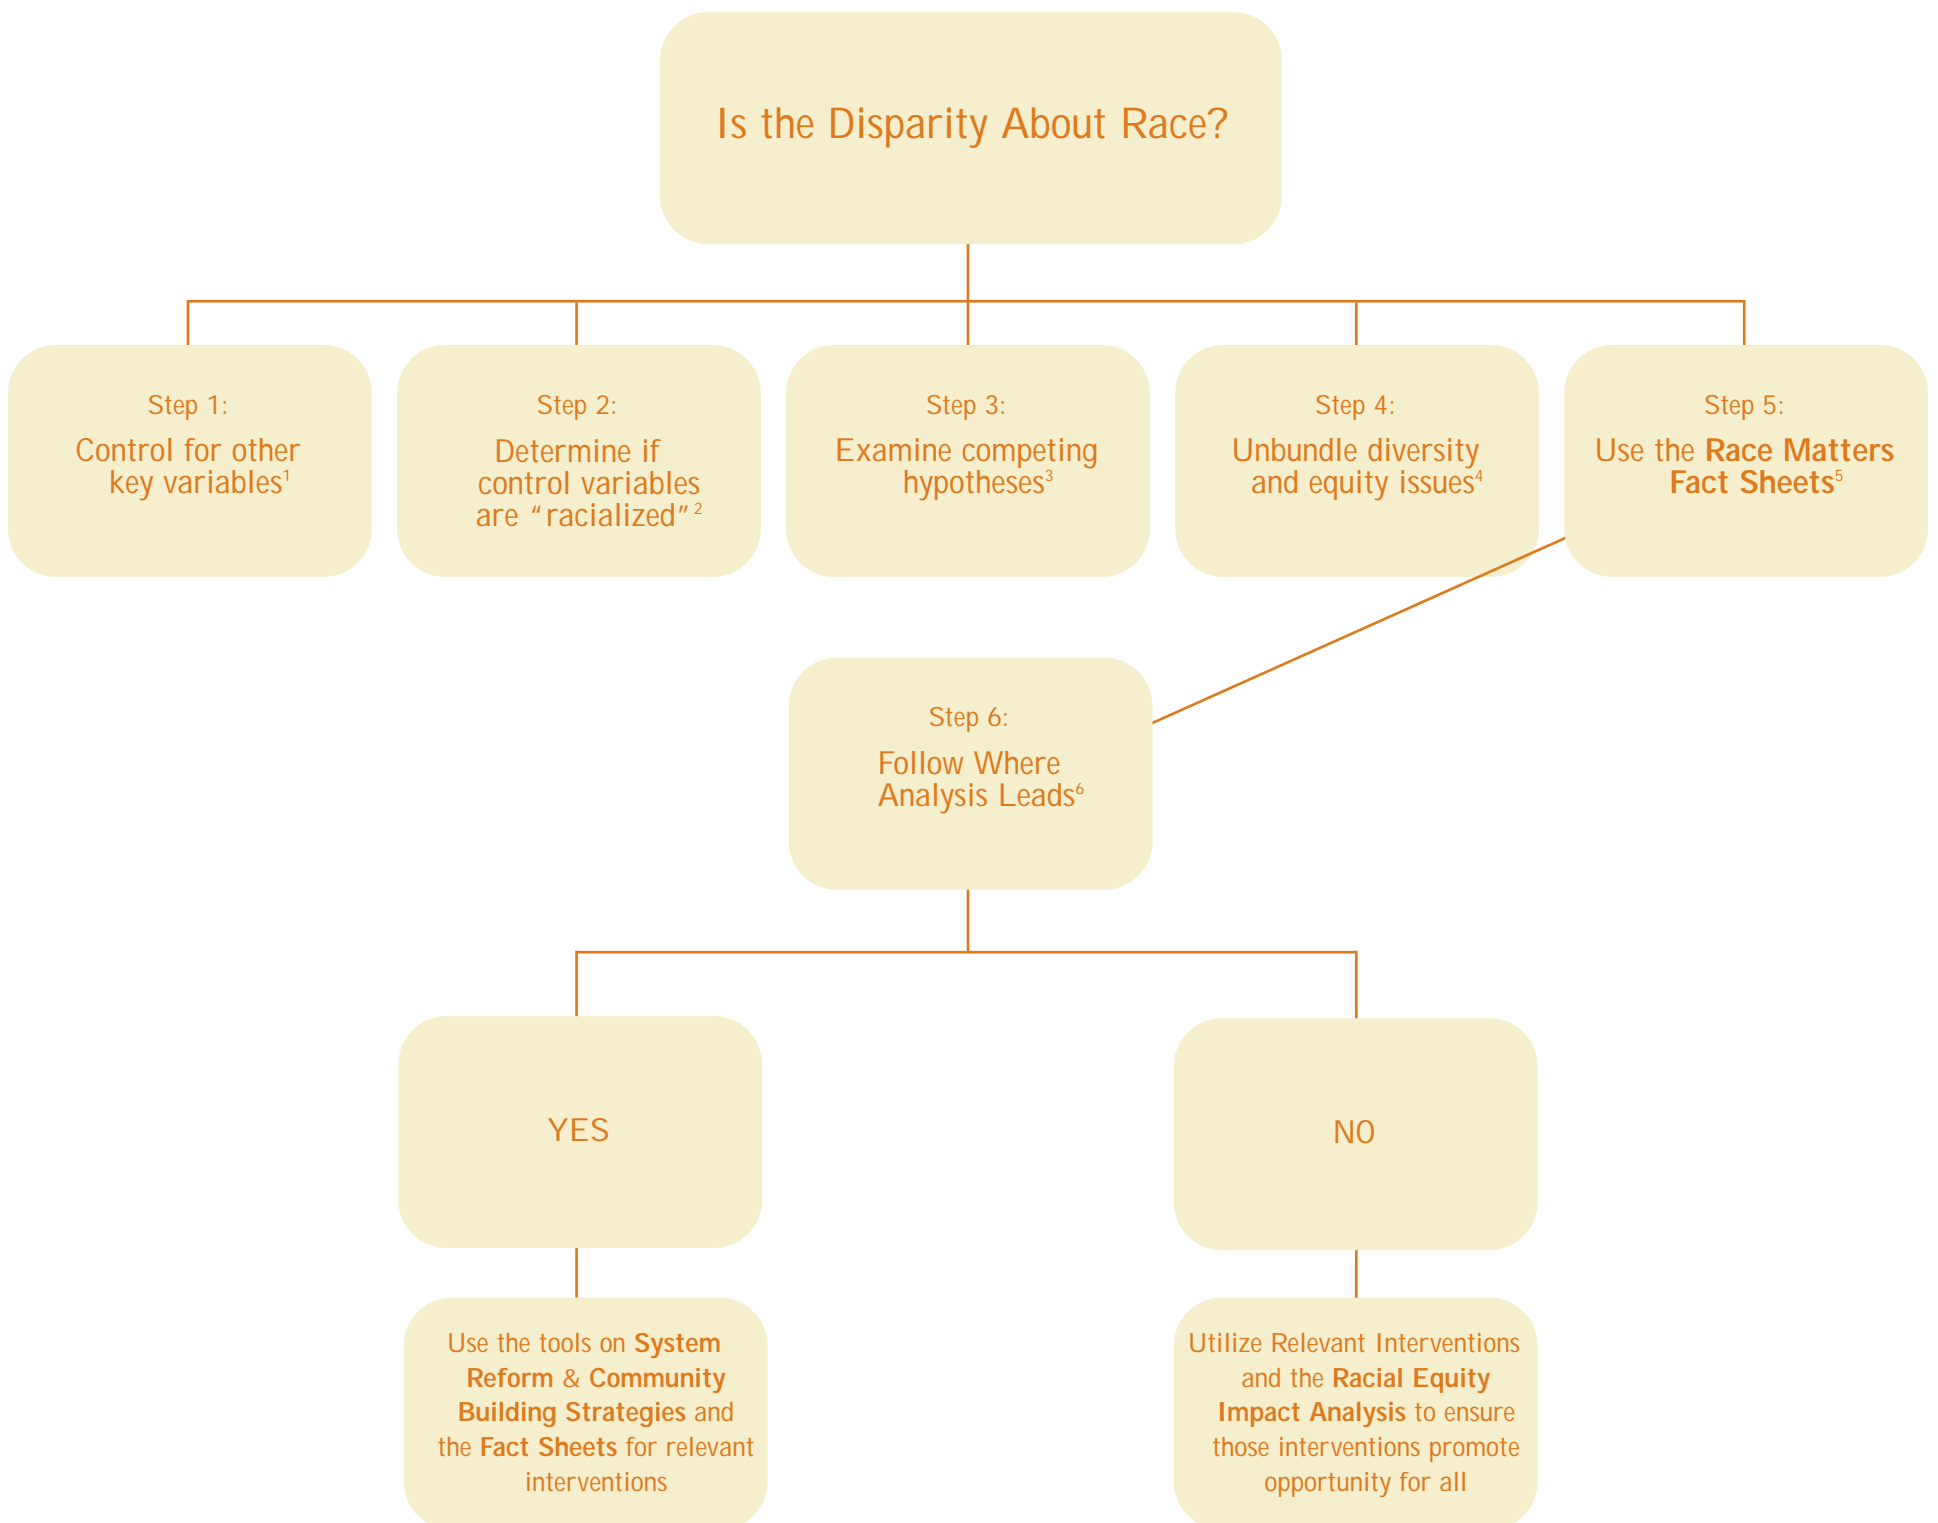 Is the Disparity About Race?
Step 1:
Control for other
key variables¹
Step 2:
Determine if
control variables
are “racialized”²
Step 3:
Examine competing
hypotheses³
Step 4:
Unbundle diversity
and equity issues⁴
Step 5:
Use the Race Matters
Fact Sheets⁵
Step 6:
Follow Where
Analysis Leads⁶
YES
NO
Use the tools on System
Reform & Community
Building Strategies and
the Fact Sheets for relevant
interventions
Utilize Relevant Interventions
and the Racial Equity
Impact Analysis to ensure
those interventions promote
opportunity for all